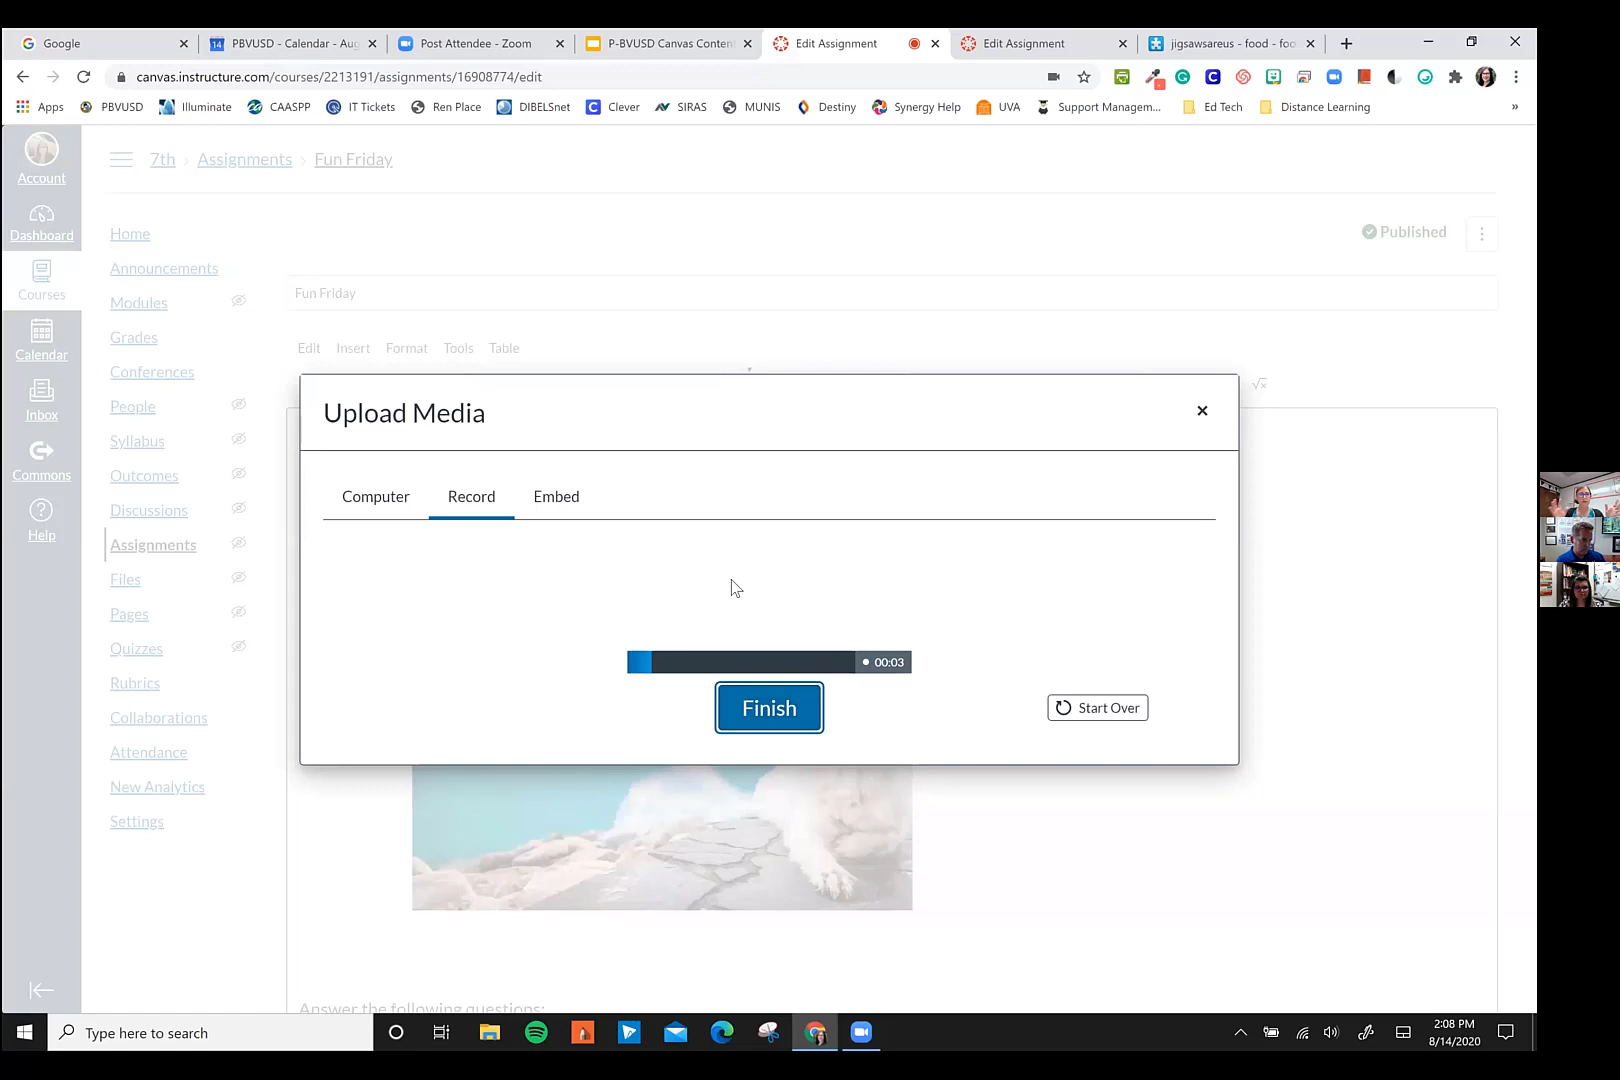 Google
PBVUSD - Calendar - Aug
Post Attendee - Zoom
P-BVUSD Canvas Conten
Edit Assignment
Edit Assignment
jigsawsareus - food - foo
canvas.instructure.com/courses/2213191/assignments/16908774/edit
Apps
PBVUSD
Illuminate
CAASPP
IT Tickets
Ren Place
DIBELSnet
Clever
SIRAS
MUNIS
Destiny
Synergy Help
UVA
Support Managem...
Ed Tech
Distance Learning
»
Account
Dashboard
Courses
Calendar
Inbox
Commons
Help
7th › Assignments › Fun Friday
Home
Announcements
Modules
Grades
Conferences
People
Syllabus
Outcomes
Discussions
Assignments
Files
Pages
Quizzes
Rubrics
Collaborations
Attendance
New Analytics
Settings
Published
Fun Friday
Edit Insert Format Tools Table
Upload Media
Computer Record Embed
00:03
Finish
Start Over
Answer the following questions:
Type here to search
2:08 PM
8/14/2020